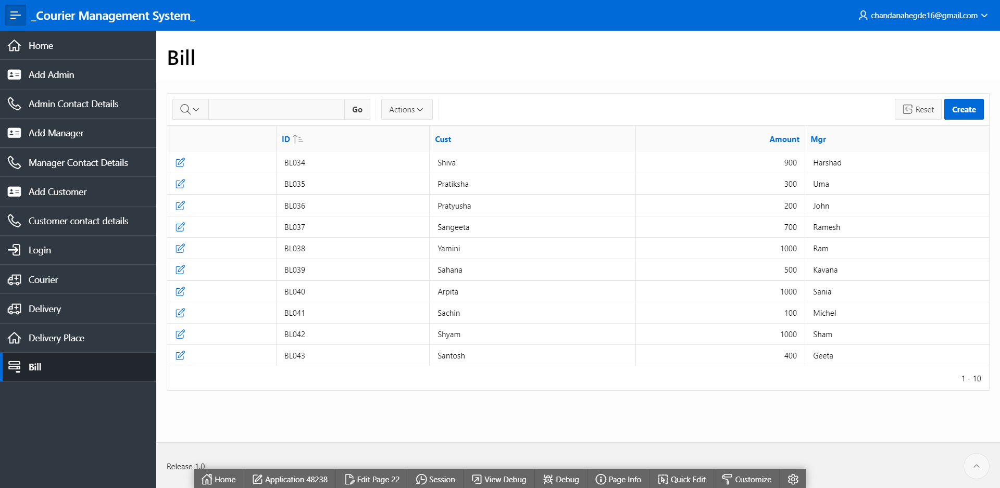 _Courier Management System_
chandanahegde16@gmail.com
Home
Add Admin
Admin Contact Details
Add Manager
Manager Contact Details
Add Customer
Customer contact details
Login
Courier
Delivery
Delivery Place
Bill
Bill
Go
Actions
Reset
Create
ID Cust Amount Mgr
BL034 Shiva 900 Harshad
BL035 Pratiksha 300 Uma
BL036 Pratyusha 200 John
BL037 Sangeeta 700 Ramesh
BL038 Yamini 1000 Ram
BL039 Sahana 500 Kavana
BL040 Arpita 1000 Sania
BL041 Sachin 100 Michel
BL042 Shyam 1000 Sham
BL043 Santosh 400 Geeta
1 - 10
Release 1.0
Home Application 48238 Edit Page 22 Session View Debug Debug Page Info Quick Edit Customize